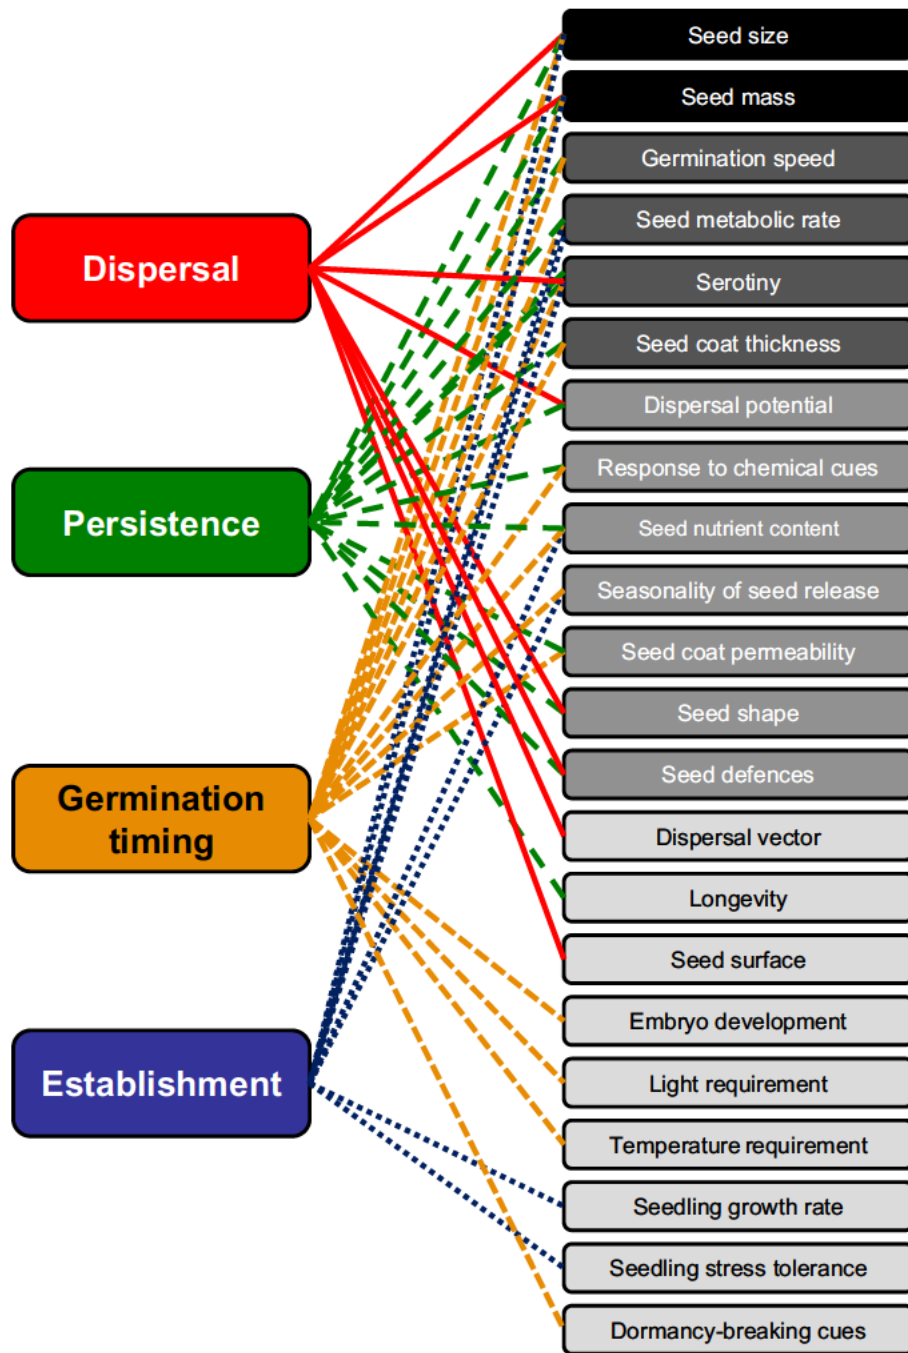 Dispersal
Persistence
Germination
timing
Establishment
Seed size
Seed mass
Germination speed
Seed metabolic rate
Serotiny
Seed coat thickness
Dispersal potential
Response to chemical cues
Seed nutrient content
Seasonality of seed release
Seed coat permeability
Seed shape
Seed defences
Dispersal vector
Longevity
Seed surface
Embryo development
Light requirement
Temperature requirement
Seedling growth rate
Seedling stress tolerance
Dormancy-breaking cues